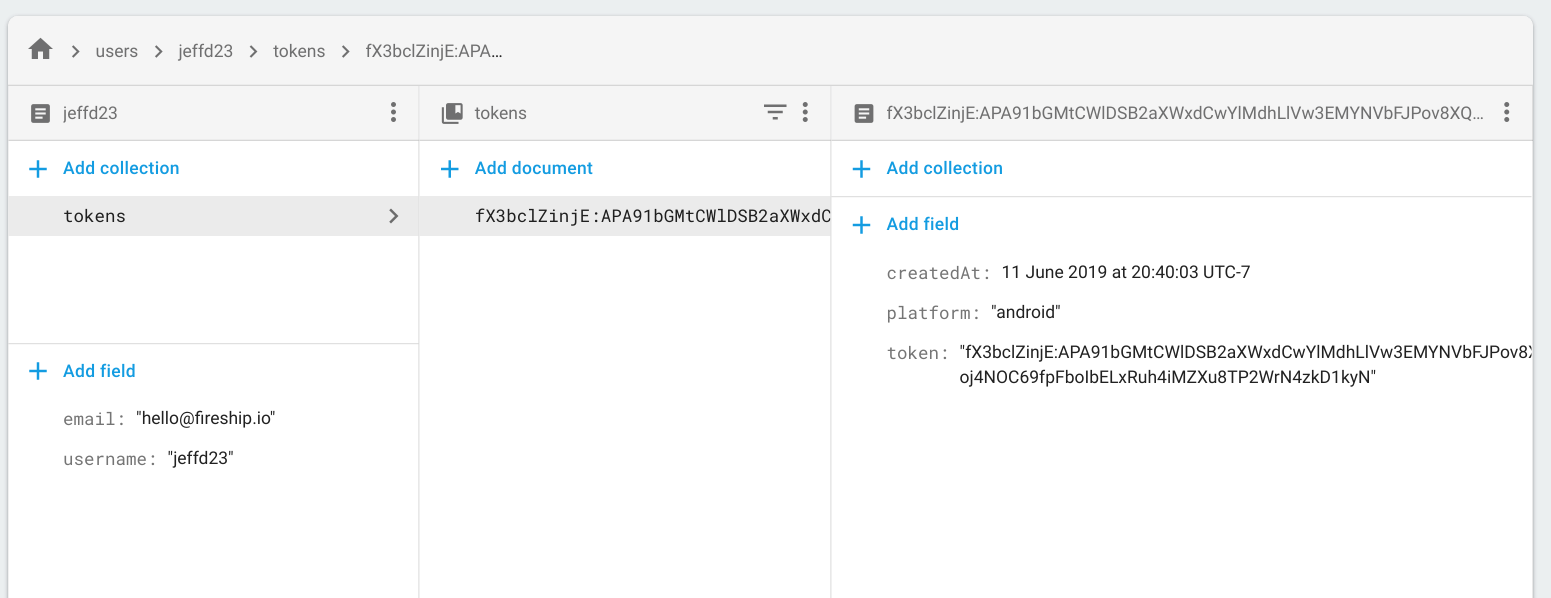 users jeffd23 tokens fX3bclZinjE:APA...
jeffd23
tokens
fX3bclZinjE:APA91bGMtCWlDSB2aXWxdCwYlMdhLlVw3EMYNVbFJPov8XQ...
Add collection
Add document
Add collection
tokens
fX3bclZinjE:APA91bGMtCWlDSB2aXWxdC
Add field
createdAt: 11 June 2019 at 20:40:03 UTC-7
platform: "android"
token: "fX3bclZinjE:APA91bGMtCWlDSB2aXWxdCwYlMdhLlVw3EMYNVbFJPov8X
oj4NOC69fpFboIbELxRuh4iMZXu8TP2WrN4zkD1kyN"
Add field
email: "hello@fireship.io"
username: "jeffd23"